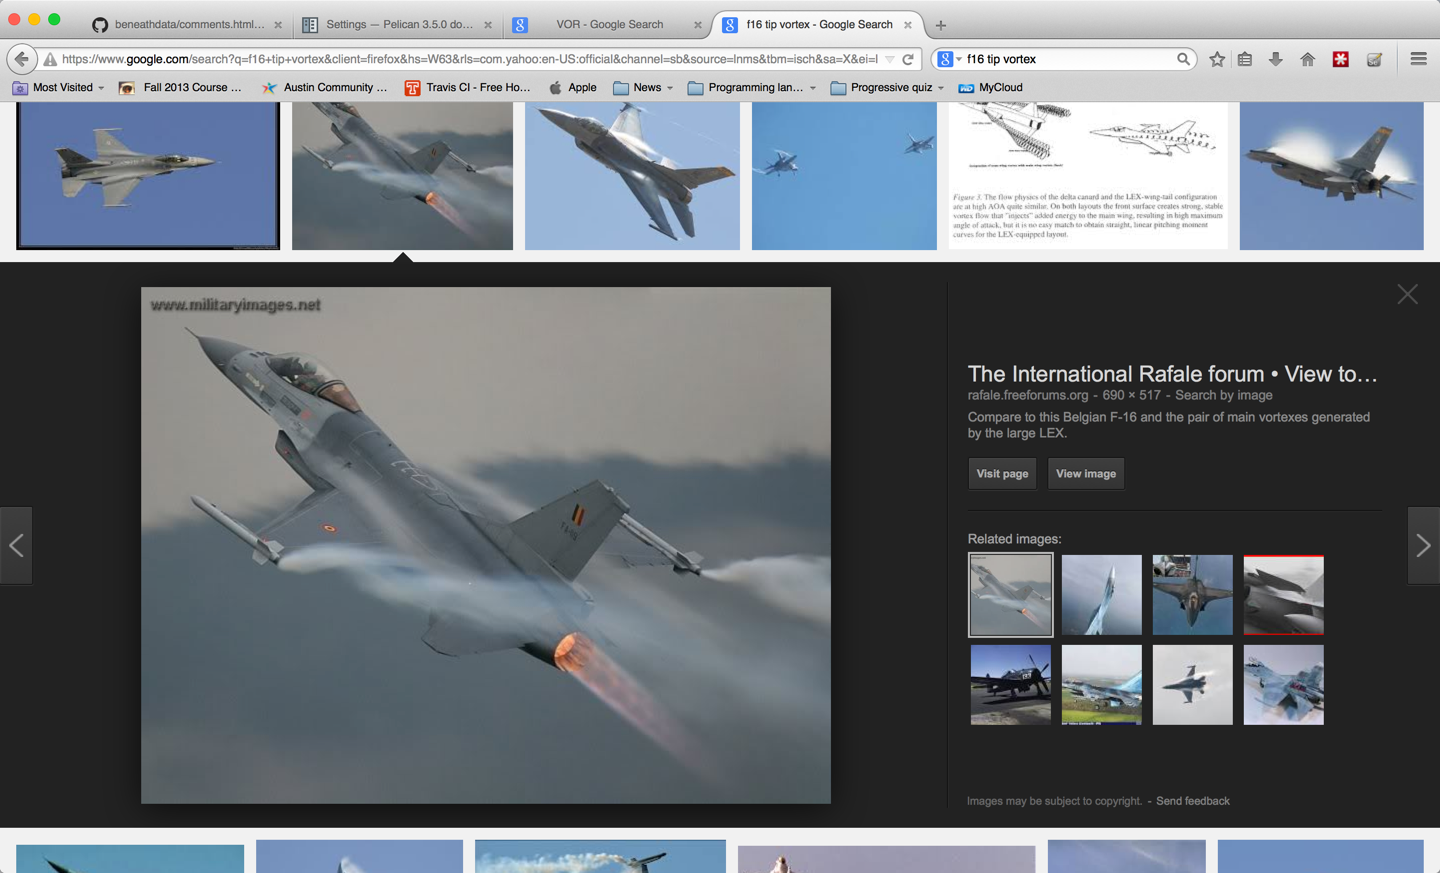 beneathdata/comments.html...
Settings — Pelican 3.5.0 do...
VOR - Google Search
f16 tip vortex - Google Search
https://www.google.com/search?q=f16+tip+vortex&client=firefox&hs=W63&rls=com.yahoo:en-US:official&channel=sb&source=lnms&tbm=isch&sa=X&ei=I
f16 tip vortex
Most Visited
Fall 2013 Course ...
Austin Community ...
Travis CI - Free Ho...
Apple
News
Programming lan...
Progressive quiz
WD
MyCloud
Figure 3. The flow physics of the delta canard and the LEX-wing-tail configuration
are at high AOA quite similar. On both layouts the front surface creates strong, stable
vortex flow that "injects" added energy to the main wing, resulting in high maximum
angle of attack, but it is no easy match to obtain straight, linear pitching moment
curves for the LEX-equipped layout.
www.militaryimages.net
The International Rafale forum • View to...
rafale.freeforums.org - 690 × 517 - Search by image
Compare to this Belgian F-16 and the pair of main vortexes generated
by the large LEX.
Visit page
View image
Related images:
Images may be subject to copyright. - Send feedback